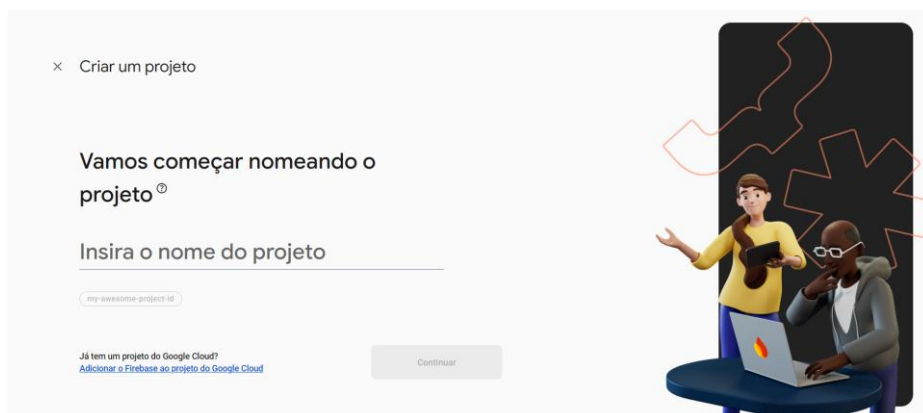 Criar um projeto
Vamos começar nomeando o
projeto
Insira o nome do projeto
my-awesome-project-id
Já tem um projeto do Google Cloud?
Adicionar o Firebase ao projeto do Google Cloud
Continuar